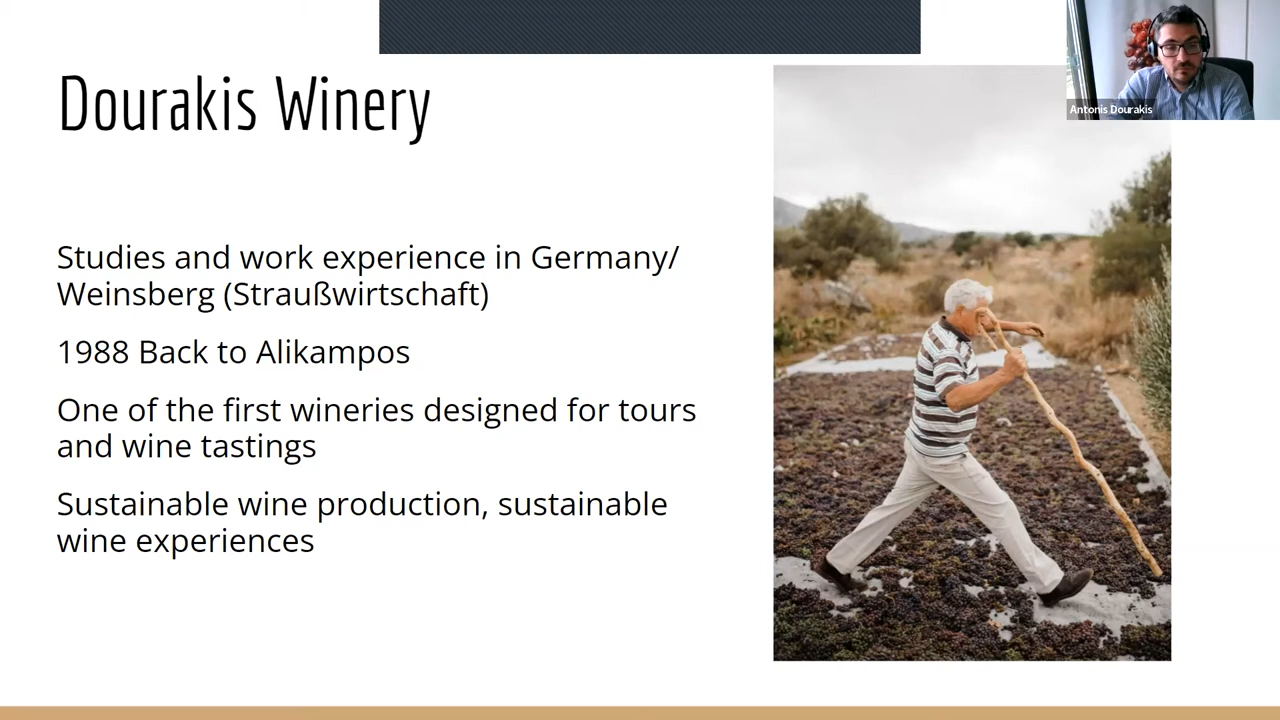 Dourakis Winery
Antonis Dourakis
Studies and work experience in Germany/
Weinsberg (Straußwirtschaft)
1988 Back to Alikampos
One of the first wineries designed for tours
and wine tastings
Sustainable wine production, sustainable
wine experiences